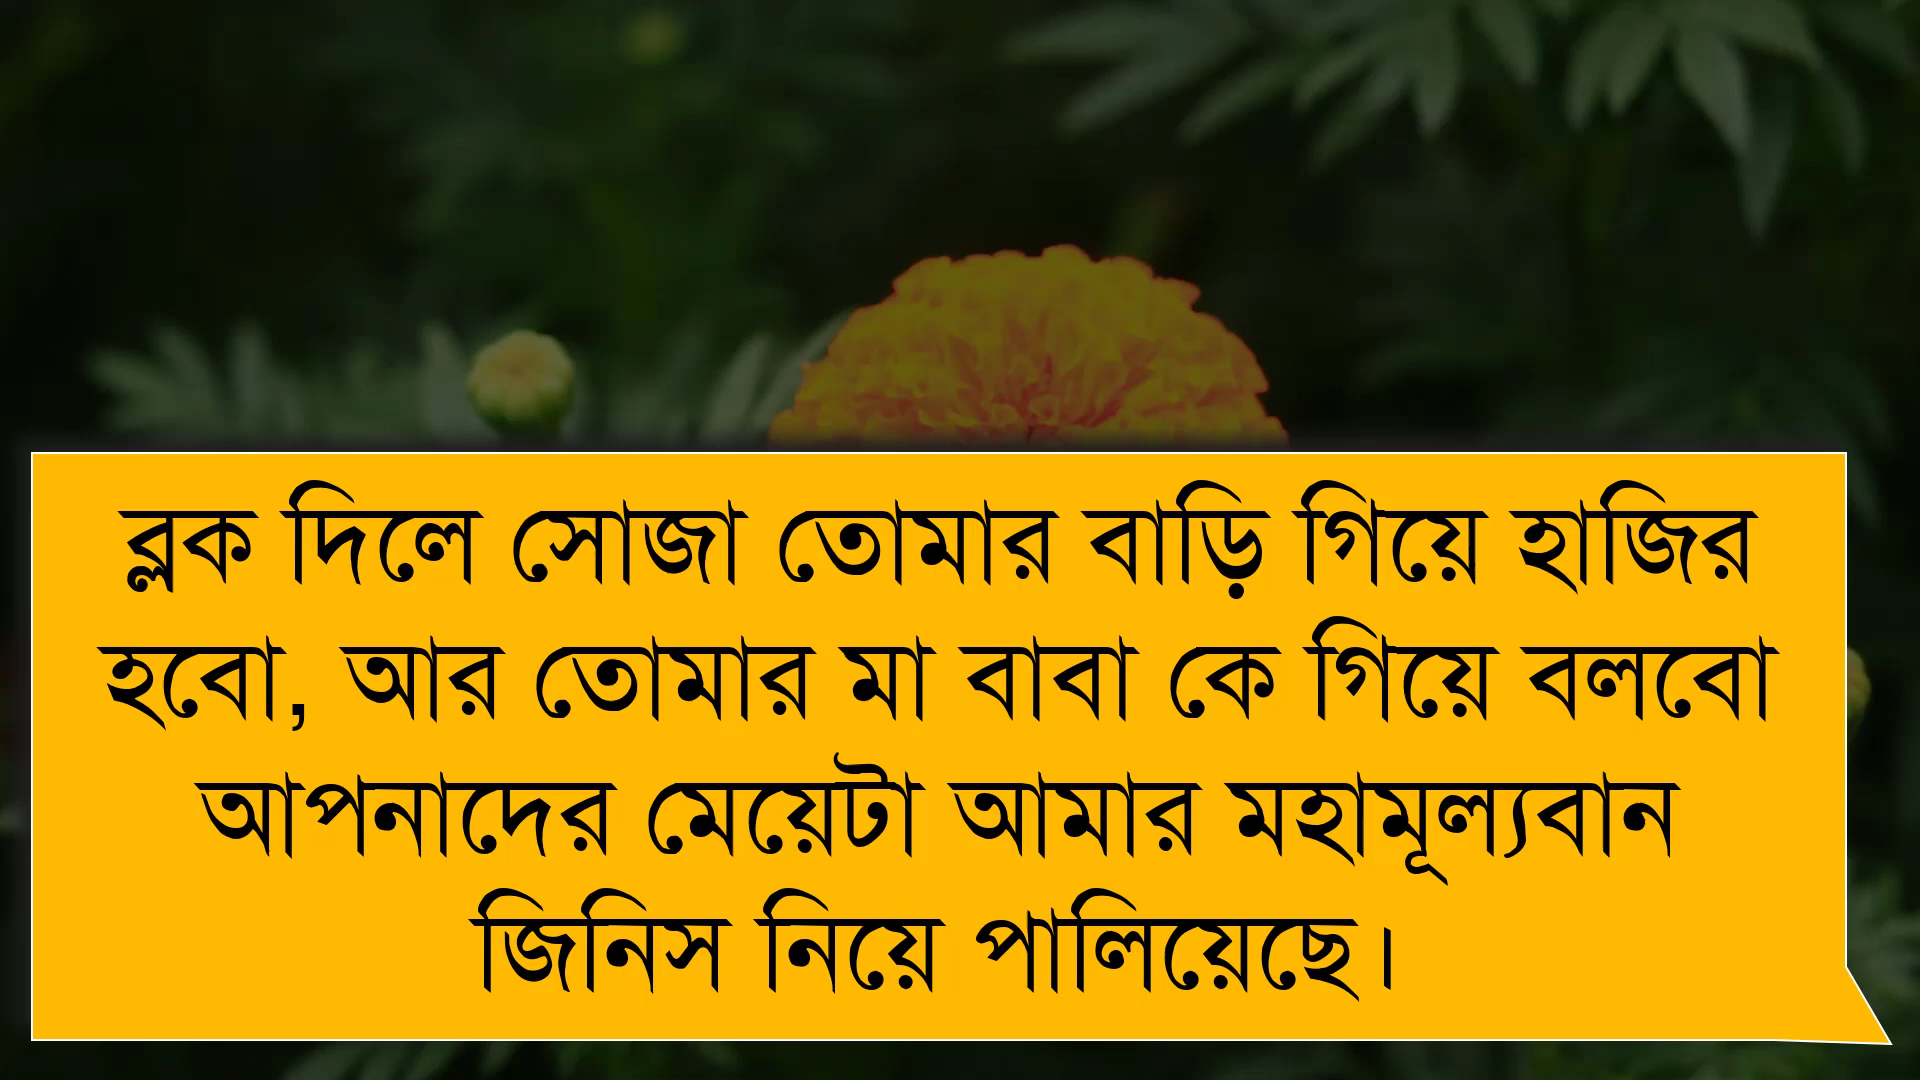 ব্লক দিলে সোজা তোমার বাড়ি গিয়ে হাজির
হবো, আর তোমার মা বাবা কে গিয়ে বলবো
আপনাদের মেয়েটা আমার মহামূল্যবান
জিনিস নিয়ে পালিয়েছে।